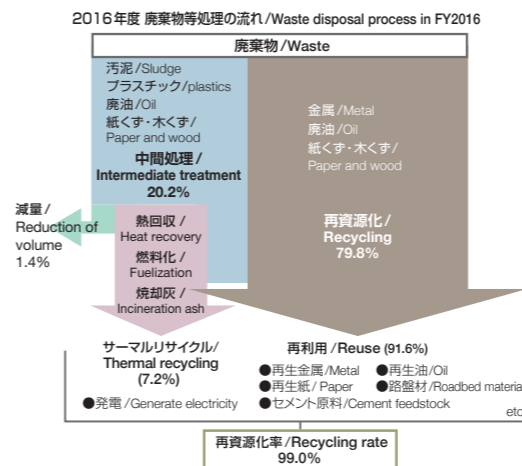 2016年度 廃棄物等処理の流れ/Waste disposal process in FY2016
廃棄物/Waste
汚泥/Sludge
プラスチック/plastics
廃油/Oil
紙くず・木くず/
Paper and wood
中間処理/
Intermediate treatment
20.2%
金属/Metal
廃油/Oil
紙くず・木くず/
Paper and wood
再資源化/
Recycling
79.8%
減量/
Reduction of
volume
1.4%
熱回収/
Heat recovery
燃料化/
Fuelization
焼却灰/
Incineration ash
サーマルリサイクル/
Thermal recycling
(7.2%)
●発電/Generate electricity
再利用/Reuse (91.6%)
●再生金属/Metal ●再生油/Oil
●再生紙/Paper ●路盤材/Roadbed materia
●セメント原料/Cement feedstock
etc
再資源化率/Recycling rate
99.0%